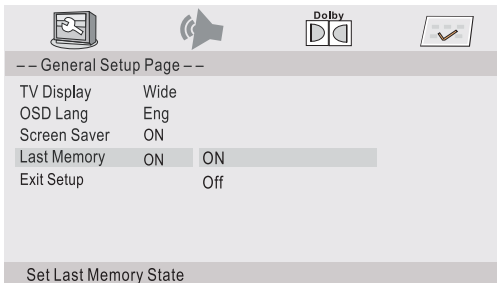 Dolby
-- General Setup Page --
TV Display Wide
OSD Lang Eng
Screen Saver ON
Last Memory ON ON
Exit Setup Off
Set Last Memory State